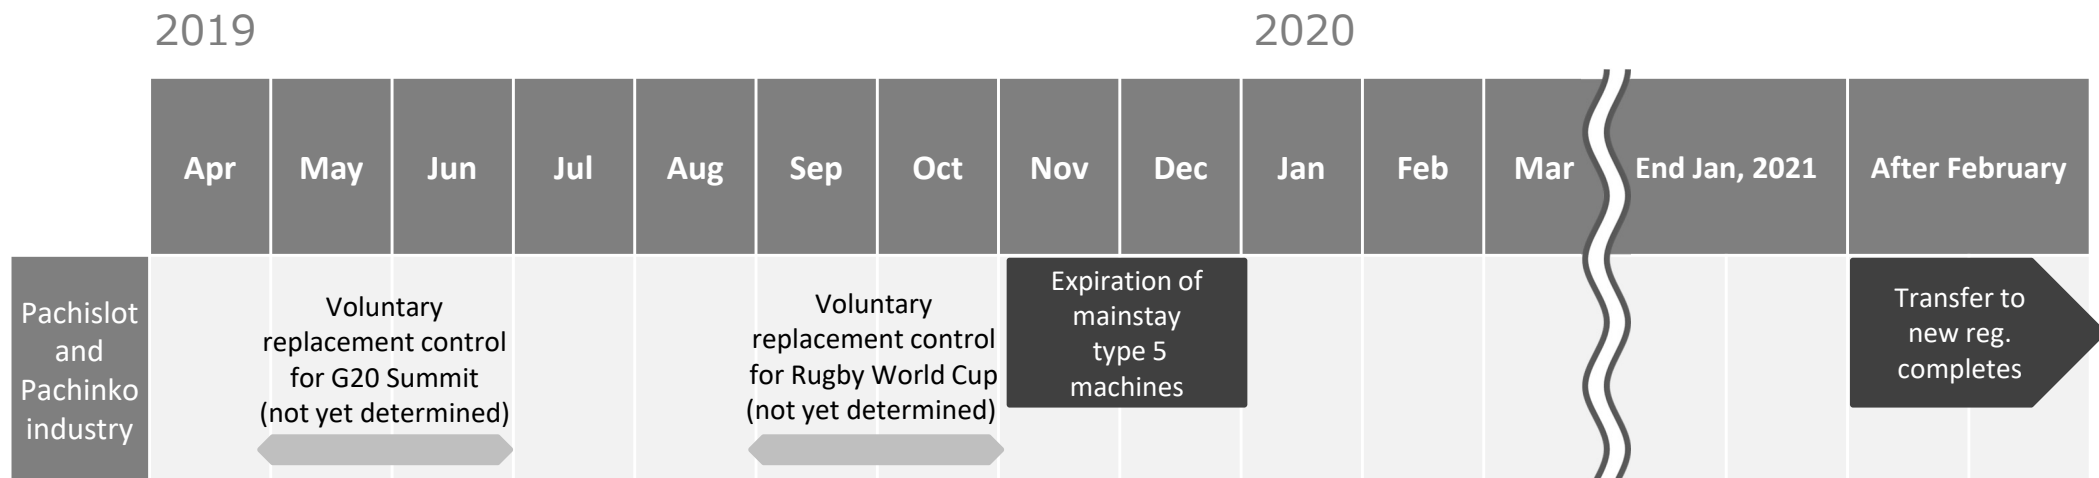 2019
2020
Apr
May
Jun
Jul
Aug
Sep
Oct
Nov
Dec
Jan
Feb
Mar
End Jan, 2021
After February
Pachislot
and
Pachinko
industry
Voluntary
replacement control
for G20 Summit
(not yet determined)
Voluntary
replacement control
for Rugby World Cup
(not yet determined)
Expiration of
mainstay
type 5
machines
Transfer to
new reg.
completes